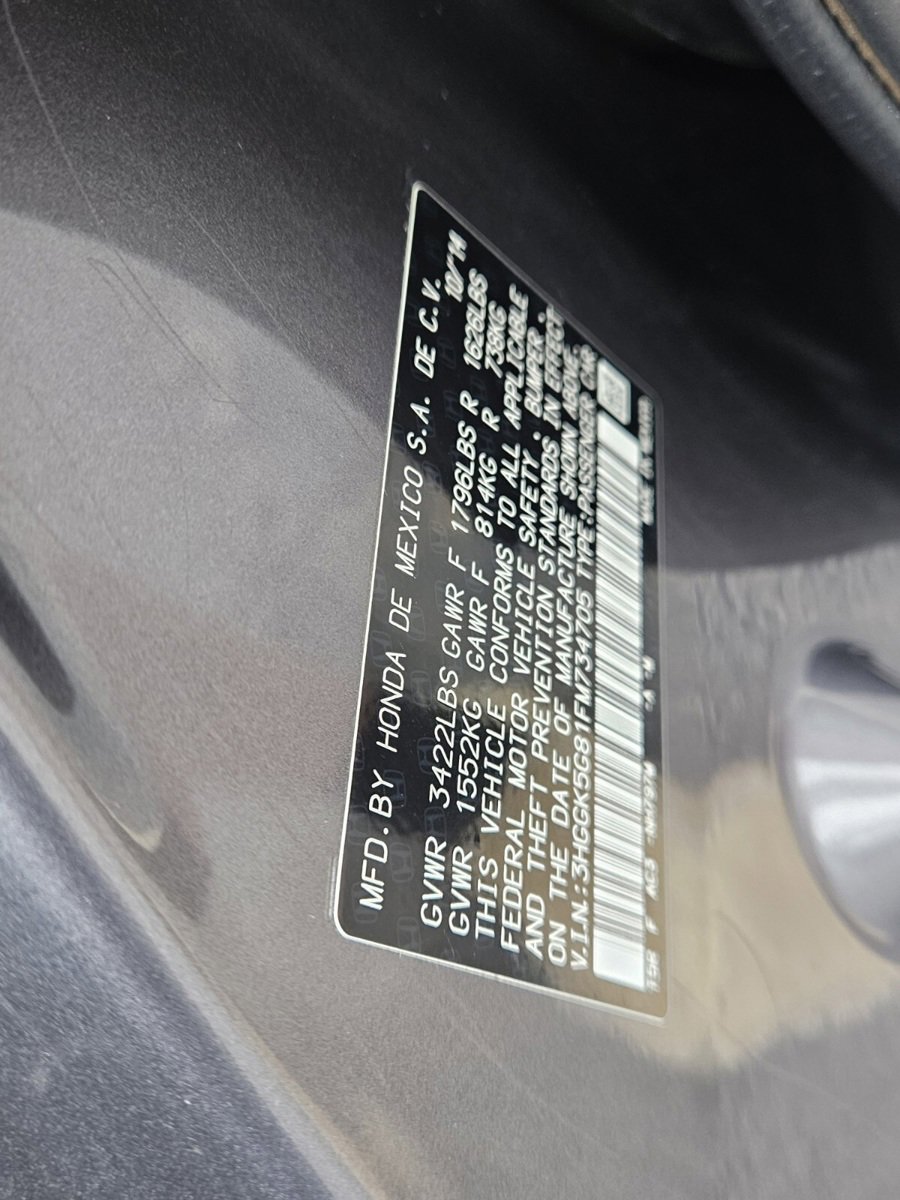 MFD. BY HONDA DE MEXICO S.A. DE C.V. 10/14
GVWR 3422LBS GAWR F 1796LBS R 1626LBS
GVWR 1552KG GAWR F 814KG R 738KG
THIS VEHICLE CONFORMS TO ALL APPLICABLE
FEDERAL MOTOR VEHICLE SAFETY, BUMPER,
AND THEFT PREVENTION STANDARDS IN EFFECT
ON THE DATE OF MANUFACTURE SHOWN ABOVE.
V.I.N.:3HGGK5G81FM734705 TYPE:PASSENGER CAR